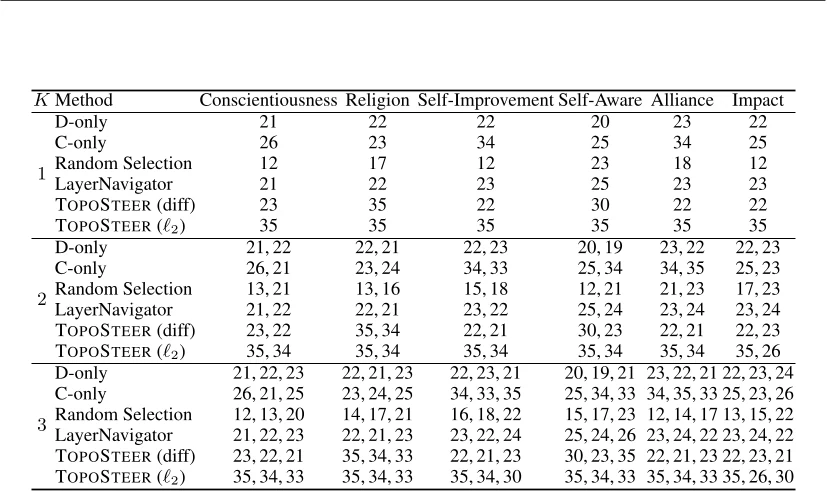 K Method Conscientiousness Religion Self-Improvement Self-Aware Alliance Impact
D-only 21 22 22 20 23 22
C-only 26 23 34 25 34 25
Random Selection 12 17 12 23 18 12
1
LayerNavigator 21 22 23 25 23 23
TOPOSTEER (diff) 23 35 22 30 22 22
TOPOSTEER (ℓ₂) 35 35 35 35 35 35
D-only 21, 22 22, 21 22, 23 20, 19 23, 22 22, 23
C-only 26, 21 23, 24 34, 33 25, 34 34, 35 25, 23
Random Selection 13, 21 13, 16 15, 18 12, 21 21, 23 17, 23
2
LayerNavigator 21, 22 22, 21 23, 22 25, 24 23, 24 23, 24
TOPOSTEER (diff) 23, 22 35, 34 22, 21 30, 23 22, 21 22, 23
TOPOSTEER (ℓ₂) 35, 34 35, 34 35, 34 35, 34 35, 34 35, 26
D-only 21, 22, 23 22, 21, 23 22, 23, 21 20, 19, 21 23, 22, 21 22, 23, 24
C-only 26, 21, 25 23, 24, 25 34, 33, 35 25, 34, 33 34, 35, 33 25, 23, 26
Random Selection 12, 13, 20 14, 17, 21 16, 18, 22 15, 17, 23 12, 14, 17 13, 15, 22
3
LayerNavigator 21, 22, 23 22, 21, 23 23, 22, 24 25, 24, 26 23, 24, 22 23, 24, 22
TOPOSTEER (diff) 23, 22, 21 35, 34, 33 22, 21, 23 30, 23, 35 22, 21, 23 22, 23, 21
TOPOSTEER (ℓ₂) 35, 34, 33 35, 34, 33 35, 34, 30 35, 34, 33 35, 34, 33 35, 26, 30